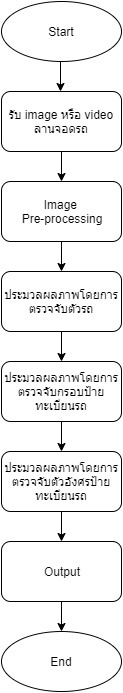 Start
รับ image หรือ video
ลานจอดรถ
Image
Pre-processing
ประมวลผลภาพโดยการ
ตรวจจับตัวรถ
ประมวลผลภาพโดยการ
ตรวจจับกรอบป้าย
ทะเบียนรถ
ประมวลผลภาพโดยการ
ตรวจจับตัวอังศรป้าย
ทะเบียนรถ
Output
End